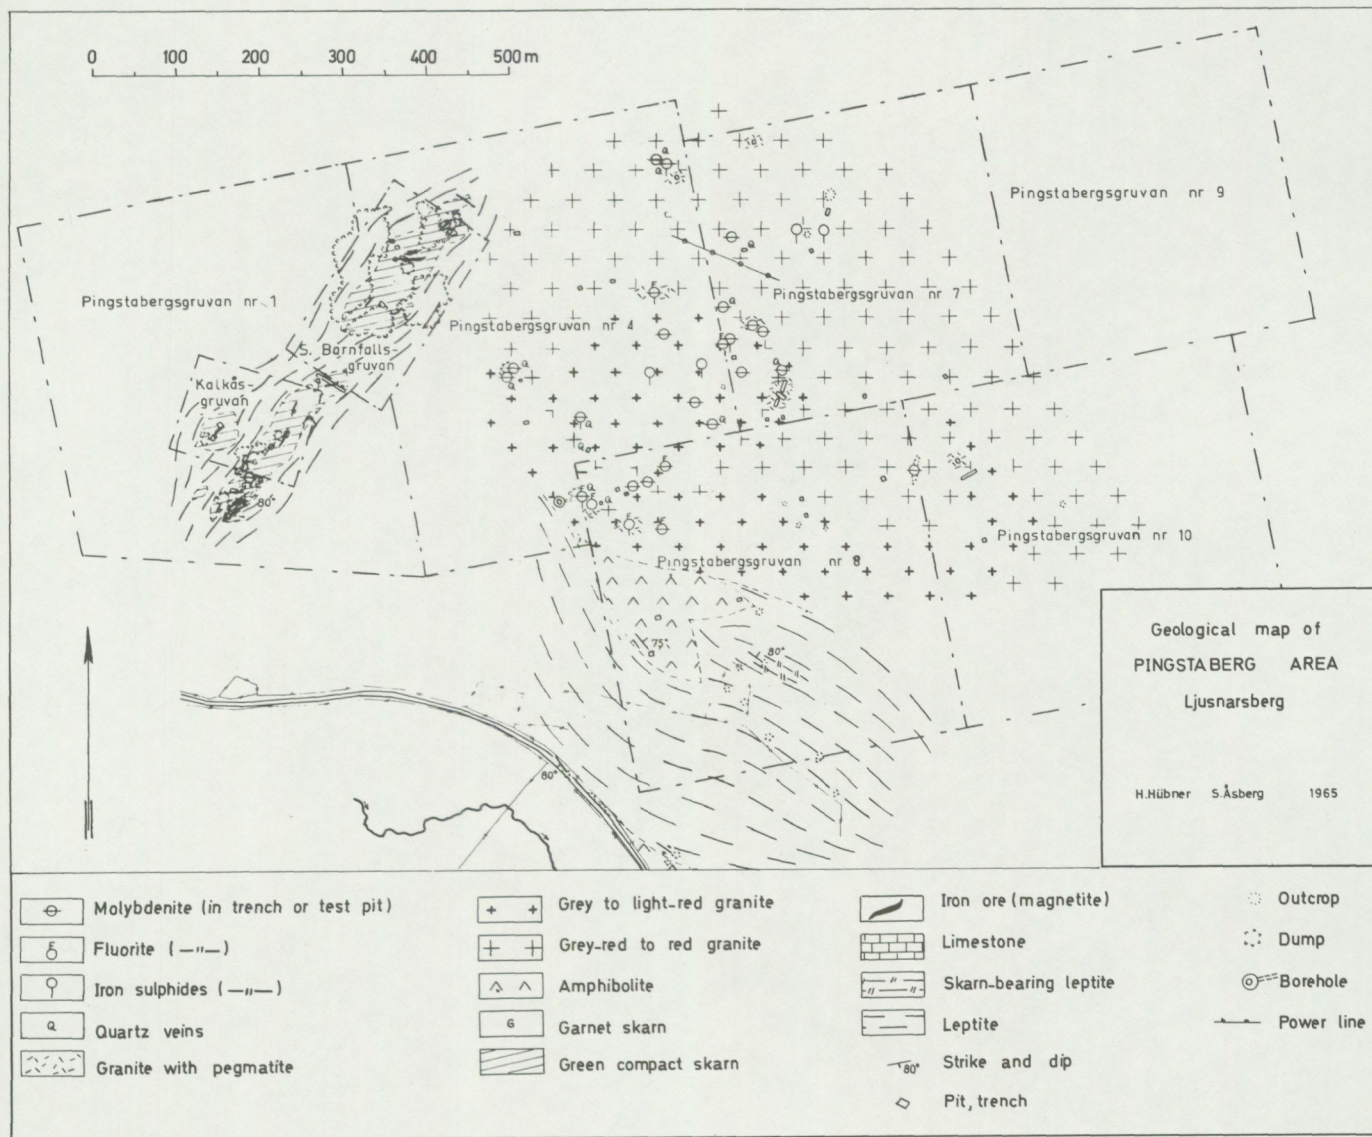 0 100 200 300 400 500 m
Pingstabergsgruvan nr 9
Pingstabergsgruvan nr 1
Pingstabergsgruvan nr 7
Pingstabergsgruvan nr 4
S. Børnfalls-
gruvan
Kalkås-
gruvan
80°
Pingstabergsgruvan nr 10
Pingstabergsgruvan nr 8
75°
80°
80°
Geological map of
PINGSTABERG AREA
Ljusnarsberg
H.Hübner S.Åsberg 1965
Molybdenite (in trench or test pit)
F Fluorite (—"—)
Iron sulphides (—"—)
Q Quartz veins
Granite with pegmatite
Grey to light-red granite
Grey-red to red granite
Amphibolite
G Garnet skarn
Green compact skarn
Iron ore (magnetite)
Limestone
Skarn-bearing leptite
Leptite
80° Strike and dip
Pit, trench
Outcrop
Dump
Borehole
Power line